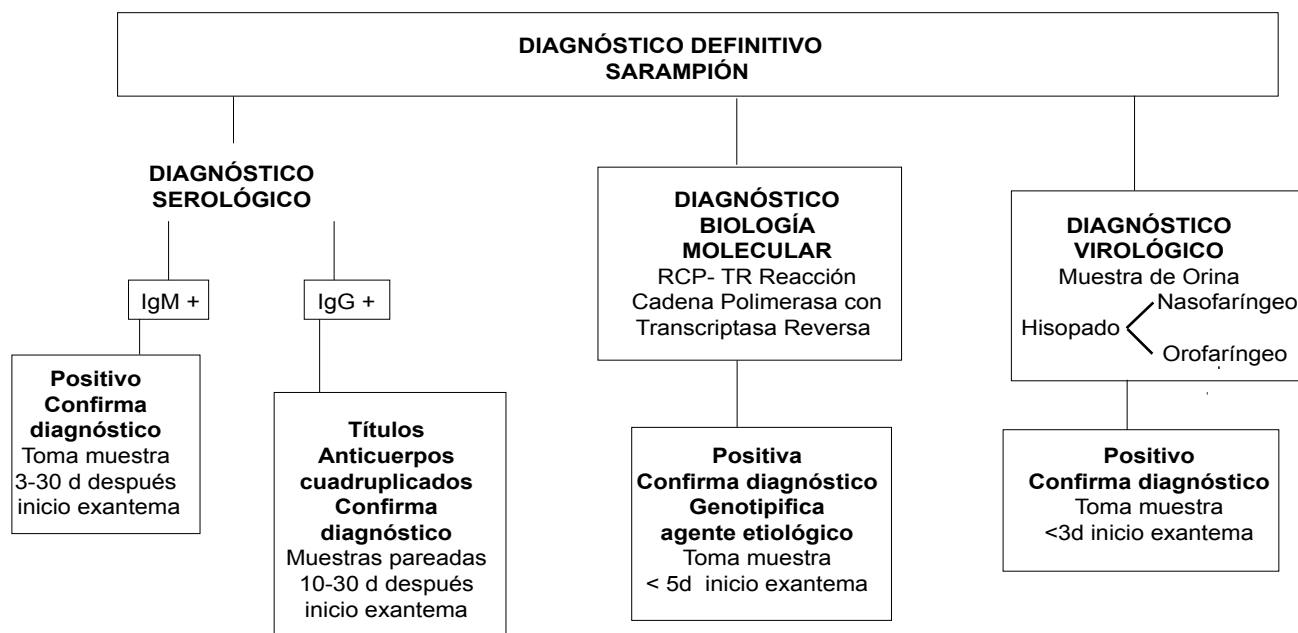 DIAGNÓSTICO DEFINITIVO
SARAMPIÓN
DIAGNÓSTICO
SEROLÓGICO
IgM +
Positivo
Confirma
diagnóstico
Toma muestra
3-30 d después
inicio exantema
IgG +
Títulos
Anticuerpos
cuadruplicados
Confirma
diagnóstico
Muestras pareadas
10-30 d después
inicio exantema
DIAGNÓSTICO
BIOLOGÍA
MOLECULAR
RCP- TR Reacción
Cadena Polimerasa con
Transcriptasa Reversa
Positiva
Confirma diagnóstico
Genotipifica
agente etiológico
Toma muestra
< 5d inicio exantema
DIAGNÓSTICO
VIROLÓGICO
Muestra de Orina
Nasofaríngeo
Hisopado
Orofaríngeo
Positivo
Confirma diagnóstico
Toma muestra
<3d inicio exantema